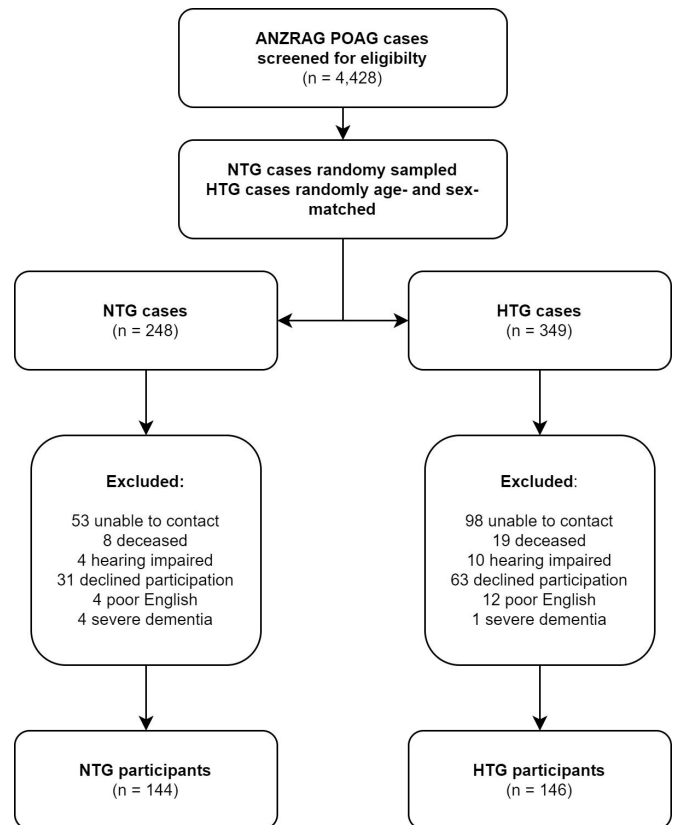 ANZRAG POAG cases
screened for eligibilty
(n = 4,428)
NTG cases randomy sampled
HTG cases randomly age- and sex-
matched
NTG cases
(n = 248)
HTG cases
(n = 349)
Excluded:
53 unable to contact
8 deceased
4 hearing impaired
31 declined participation
4 poor English
4 severe dementia
Excluded:
98 unable to contact
19 deceased
10 hearing impaired
63 declined participation
12 poor English
1 severe dementia
NTG participants
(n = 144)
HTG participants
(n = 146)